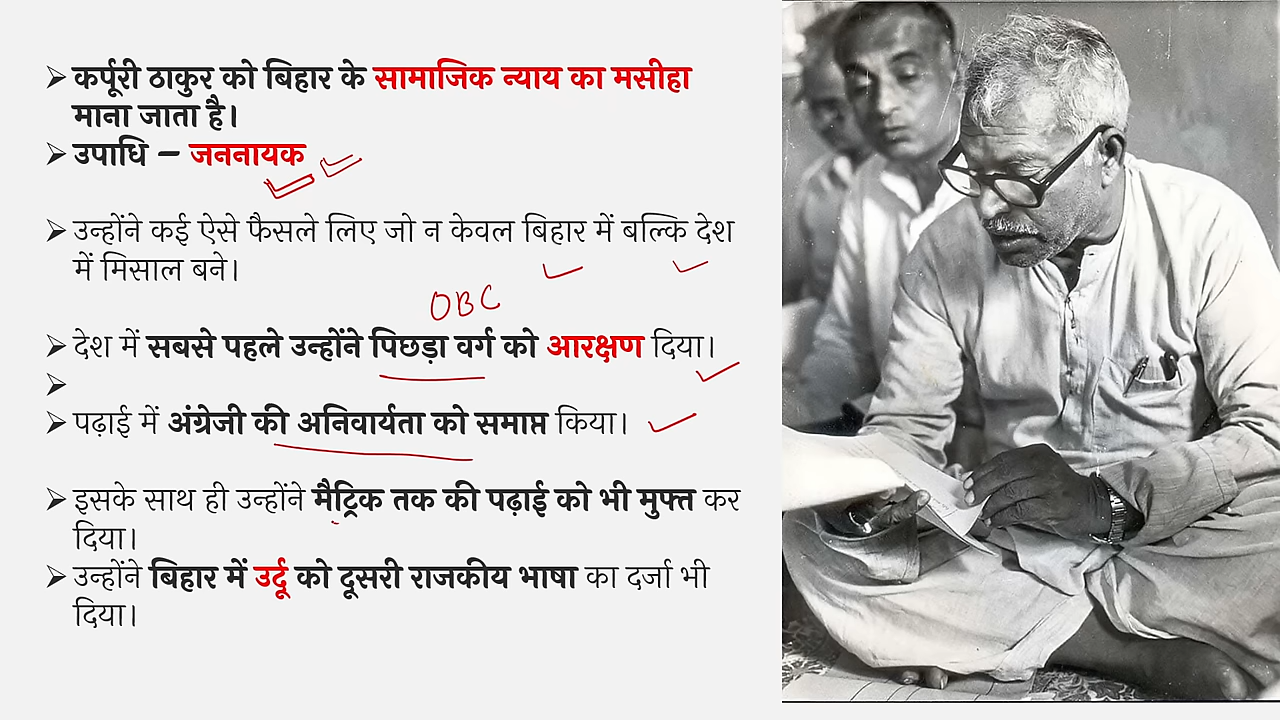 ➢ कर्पूरी ठाकुर को बिहार के सामाजिक न्याय का मसीहा
माना जाता है।
➢ उपाधि – जननायक
➢ उन्होंने कई ऐसे फैसले लिए जो न केवल बिहार में बल्कि देश
में मिसाल बने।
OBC
➢ देश में सबसे पहले उन्होंने पिछड़ा वर्ग को आरक्षण दिया।
➢
➢ पढ़ाई में अंग्रेजी की अनिवार्यता को समाप्त किया।
➢ इसके साथ ही उन्होंने मैट्रिक तक की पढ़ाई को भी मुफ्त कर
दिया।
➢ उन्होंने बिहार में उर्दू को दूसरी राजकीय भाषा का दर्जा भी
दिया।